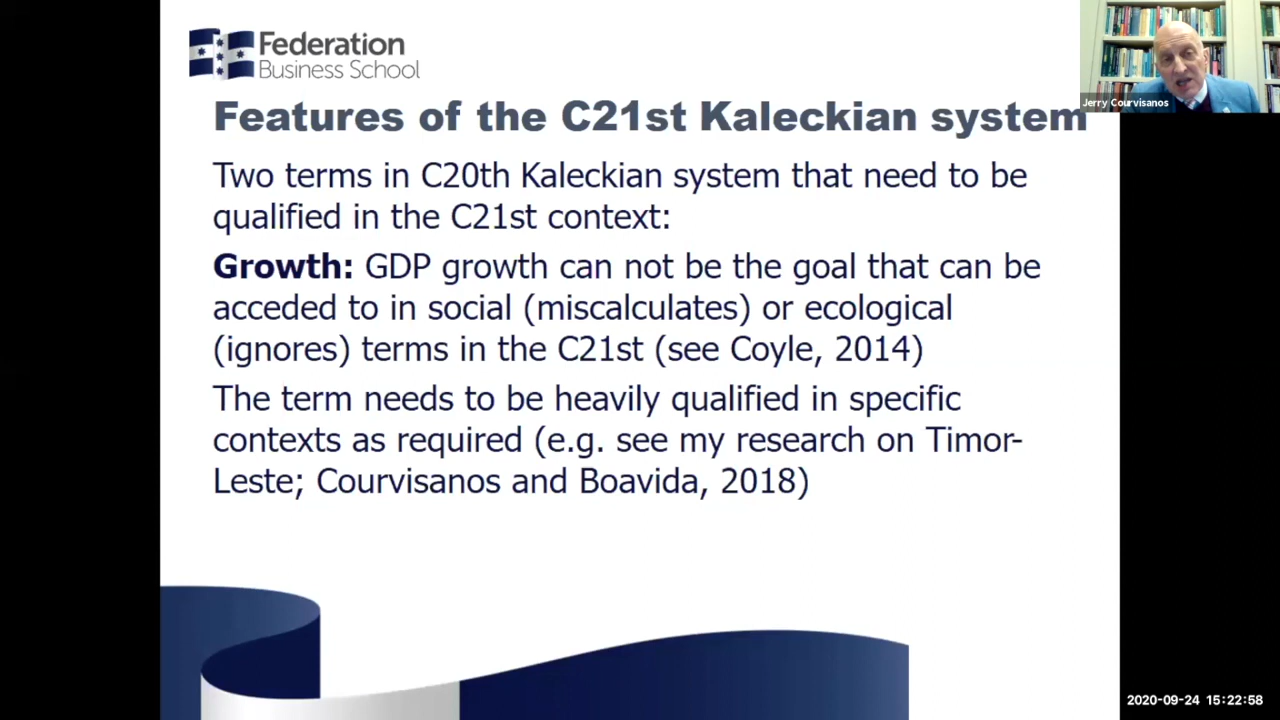 Federation
Business School
Jerry Courvisanos
Features of the C21st Kaleckian system
Two terms in C20th Kaleckian system that need to be
qualified in the C21st context:
Growth: GDP growth can not be the goal that can be
acceded to in social (miscalculates) or ecological
(ignores) terms in the C21st (see Coyle, 2014)
The term needs to be heavily qualified in specific
contexts as required (e.g. see my research on Timor-
Leste; Courvisanos and Boavida, 2018)
2020-09-24 15:22:58